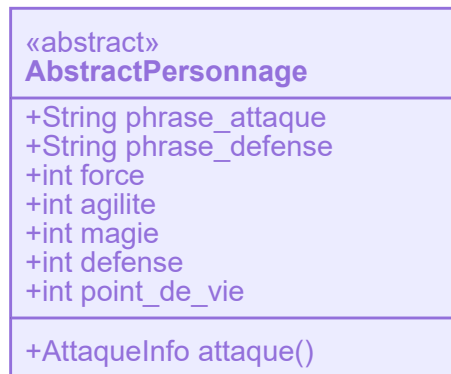 «abstract»
AbstractPersonnage
+String phrase_attaque
+String phrase_defense
+int force
+int agilite
+int magie
+int defense
+int point_de_vie
+AttaqueInfo attaque()